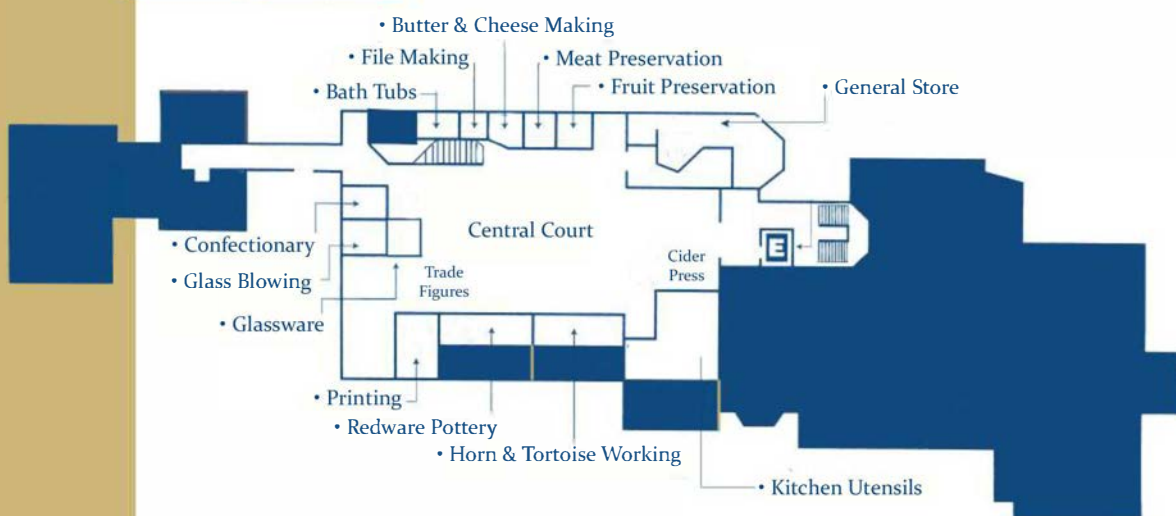 • Butter & Cheese Making
• File Making
• Meat Preservation
• Bath Tubs
• Fruit Preservation
• General Store
• Confectionary
Central Court
• Glass Blowing
Trade
Figures
Cider
Press
E
• Glassware
• Printing
• Redware Pottery
• Horn & Tortoise Working
• Kitchen Utensils